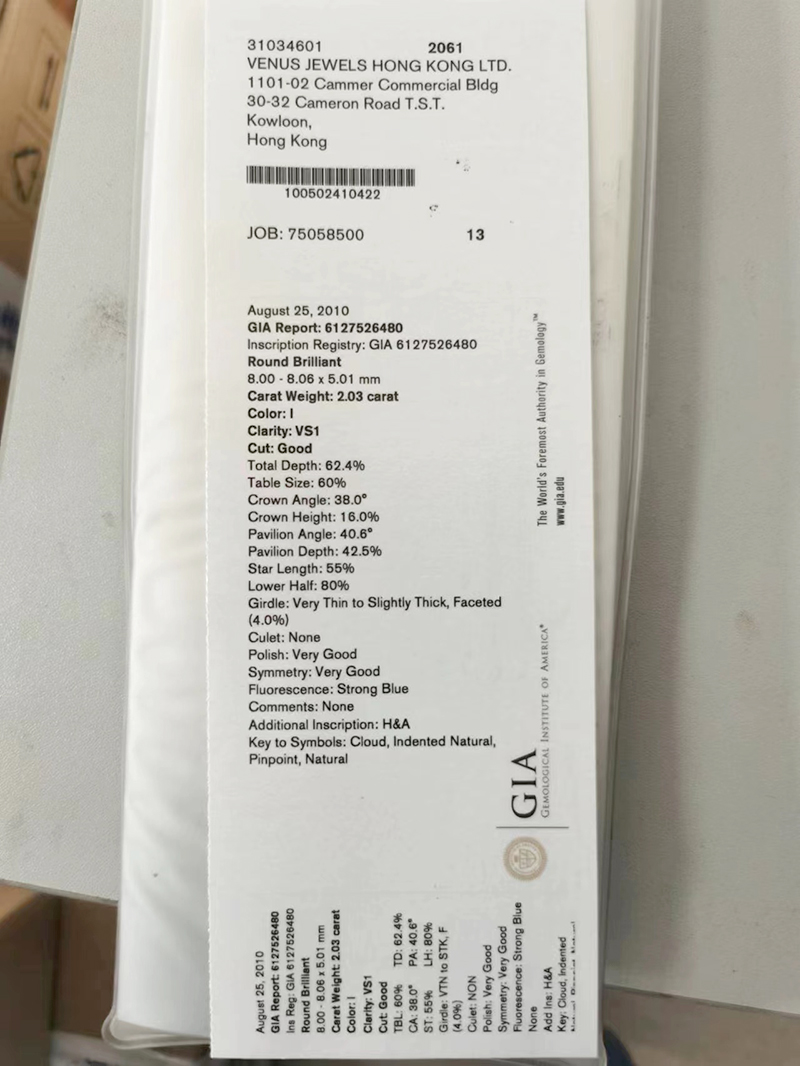 31034601 2061
VENUS JEWELS HONG KONG LTD.
1101-02 Cammer Commercial Bldg
30-32 Cameron Road T.S.T.
Kowloon,
Hong Kong
100502410422
JOB: 75058500 13
August 25, 2010
GIA Report: 6127526480
Inscription Registry: GIA 6127526480
Round Brilliant
8.00 - 8.06 x 5.01 mm
Carat Weight: 2.03 carat
Color: I
Clarity: VS1
Cut: Good
Total Depth: 62.4%
Table Size: 60%
Crown Angle: 38.0°
Crown Height: 16.0%
Pavilion Angle: 40.6°
Pavilion Depth: 42.5%
Star Length: 55%
Lower Half: 80%
Girdle: Very Thin to Slightly Thick, Faceted
(4.0%)
Culet: None
Polish: Very Good
Symmetry: Very Good
Fluorescence: Strong Blue
Comments: None
Additional Inscription: H&A
Key to Symbols: Cloud, Indented Natural,
Pinpoint, Natural
The World's Foremost Authority in Gemology™
www.gia.edu
GIA
GEMOLOGICAL INSTITUTE OF AMERICA®
August 25, 2010
GIA Report: 6127526480
Ins Reg: GIA 6127526480
Round Brilliant
8.00 - 8.06 x 5.01 mm
Carat Weight: 2.03 carat
Color: I
Clarity: VS1
Cut: Good
TBL: 60% TD: 62.4%
CA: 38.0° PA: 40.6°
ST: 55% LH: 80%
Girdle: VTN to STK, F
(4.0%)
Culet: NON
Polish: Very Good
Symmetry: Very Good
Fluorescence: Strong Blue
None
Add Ins: H&A
Key: Cloud, Indented